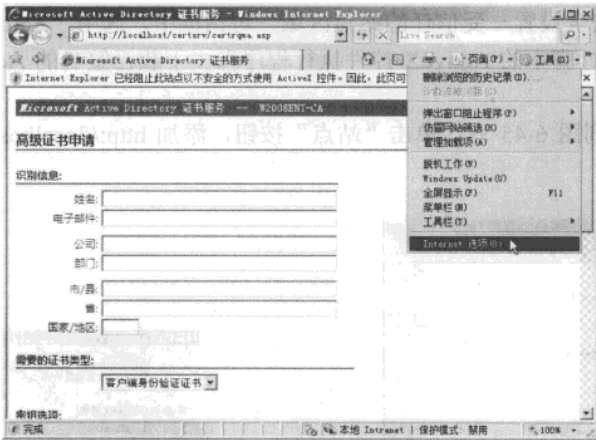 Microsoft Active Directory 证书服务 - Windows Internet Explorer
http://localhost/certsrv/certrqma.asp
Live Search
Microsoft Active Directory 证书服务
页面(P)
工具(O)
Internet Explorer 已经阻止此站点以不安全的方式使用 ActiveX 控件。因此，此页可
删除浏览的历史记录(D)...
弹出窗口阻止程序(P)
仿冒网站筛选(H)
管理加载项(A)
脱机工作(W)
Windows Update(U)
全屏显示(F) F11
菜单栏(M)
工具栏(T)
Internet 选项(O)
Microsoft Active Directory 证书服务 -- W2008ENT-CA
高级证书申请
识别信息:
姓名:
电子邮件:
公司:
部门:
市/县:
省:
国家/地区:
需要的证书类型:
客户端身份验证证书
密钥选项:
完成
本地 Intranet | 保护模式: 禁用
100%